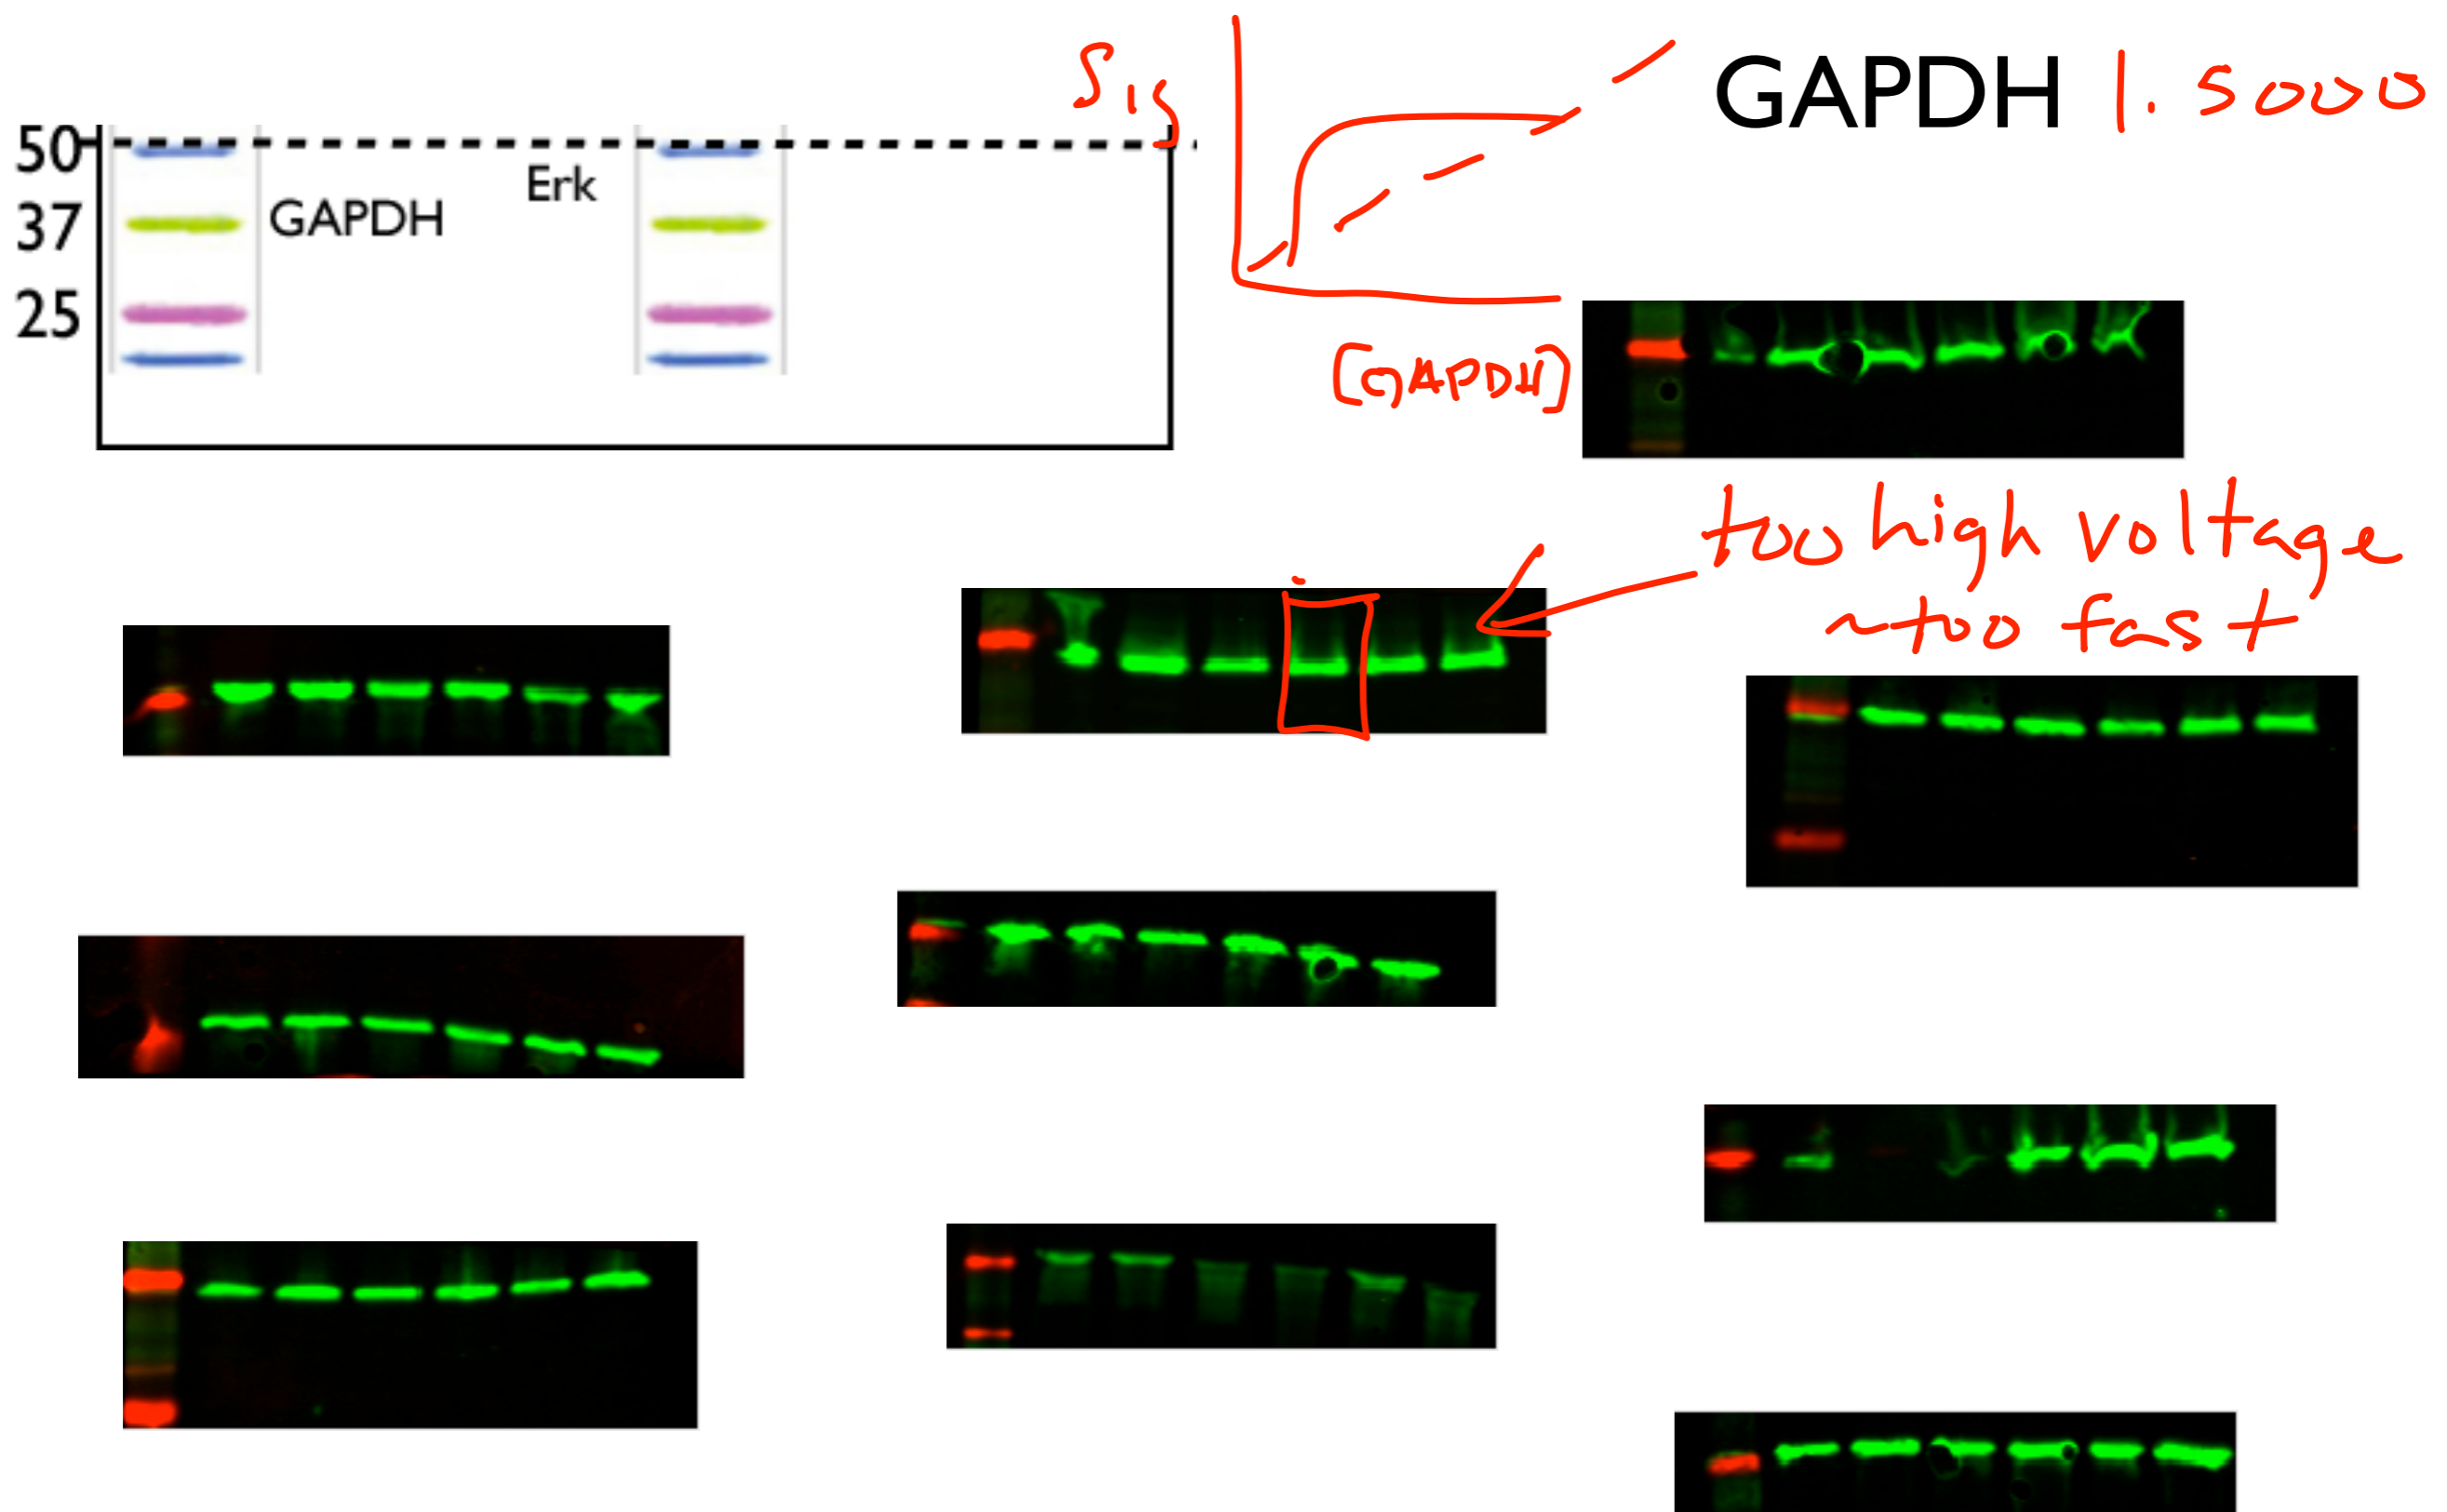 Sig
GAPDH 1:5000
50
Erk
37
GAPDH
25
[GAPDH]
too high voltage
~too fast